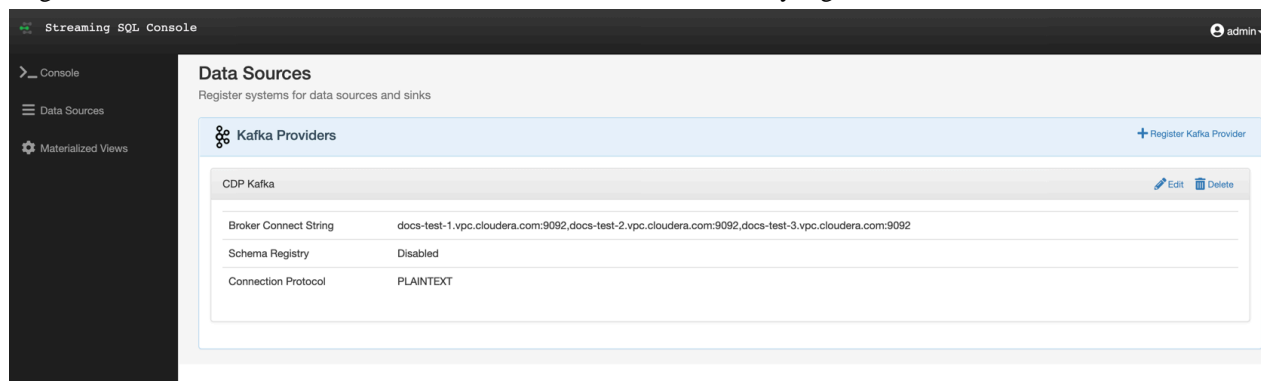 Streaming SQL Console
admin
Console
Data Sources
Materialized Views
Data Sources
Register systems for data sources and sinks
Kafka Providers
Register Kafka Provider
CDP Kafka
Edit Delete
Broker Connect String docs-test-1.vpc.cloudera.com:9092,docs-test-2.vpc.cloudera.com:9092,docs-test-3.vpc.cloudera.com:9092
Schema Registry Disabled
Connection Protocol PLAINTEXT